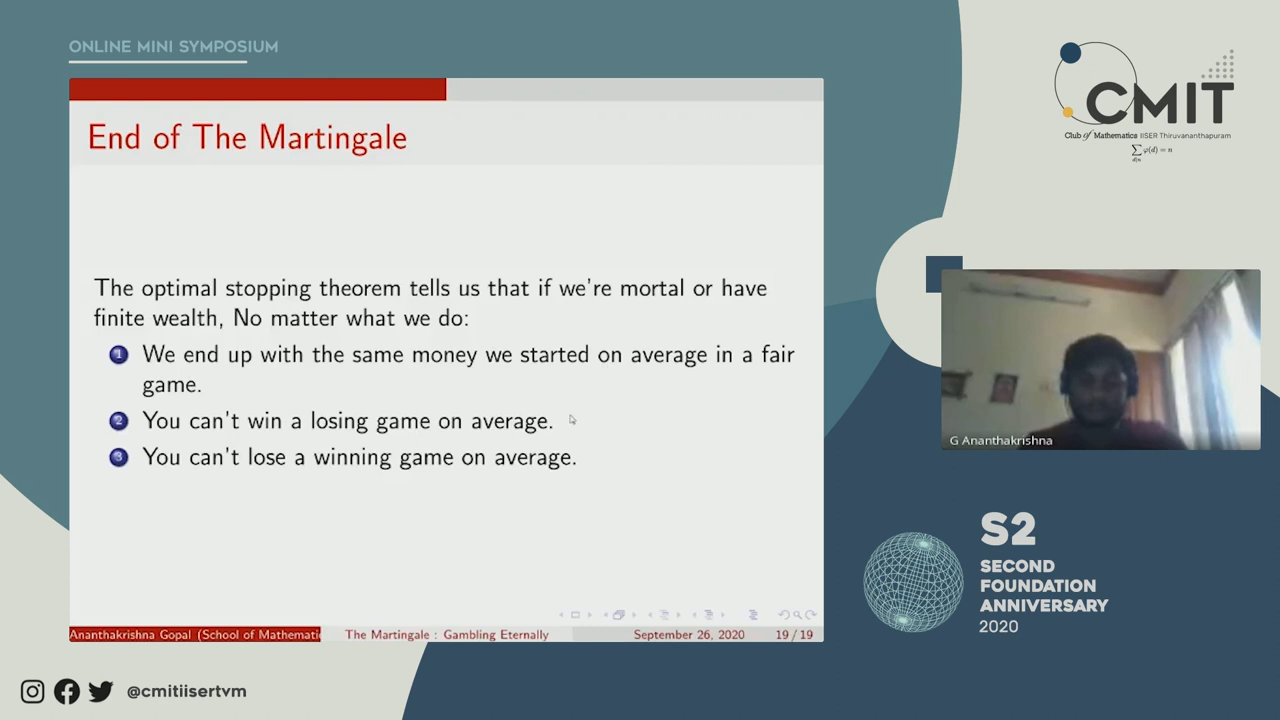 ONLINE MINI SYMPOSIUM
CMIT
Club of Mathematics IISER Thiruvananthapuram
∑ φ(d) = n
d|n
End of The Martingale
The optimal stopping theorem tells us that if we're mortal or have
finite wealth, No matter what we do:
1 We end up with the same money we started on average in a fair
game.
2 You can't win a losing game on average.
3 You can't lose a winning game on average.
G Ananthakrishna
S2
SECOND
FOUNDATION
ANNIVERSARY
2020
Ananthakrishna Gopal (School of Mathemati The Martingale : Gambling Eternally September 26, 2020 19 / 19
@cmitiisertvm